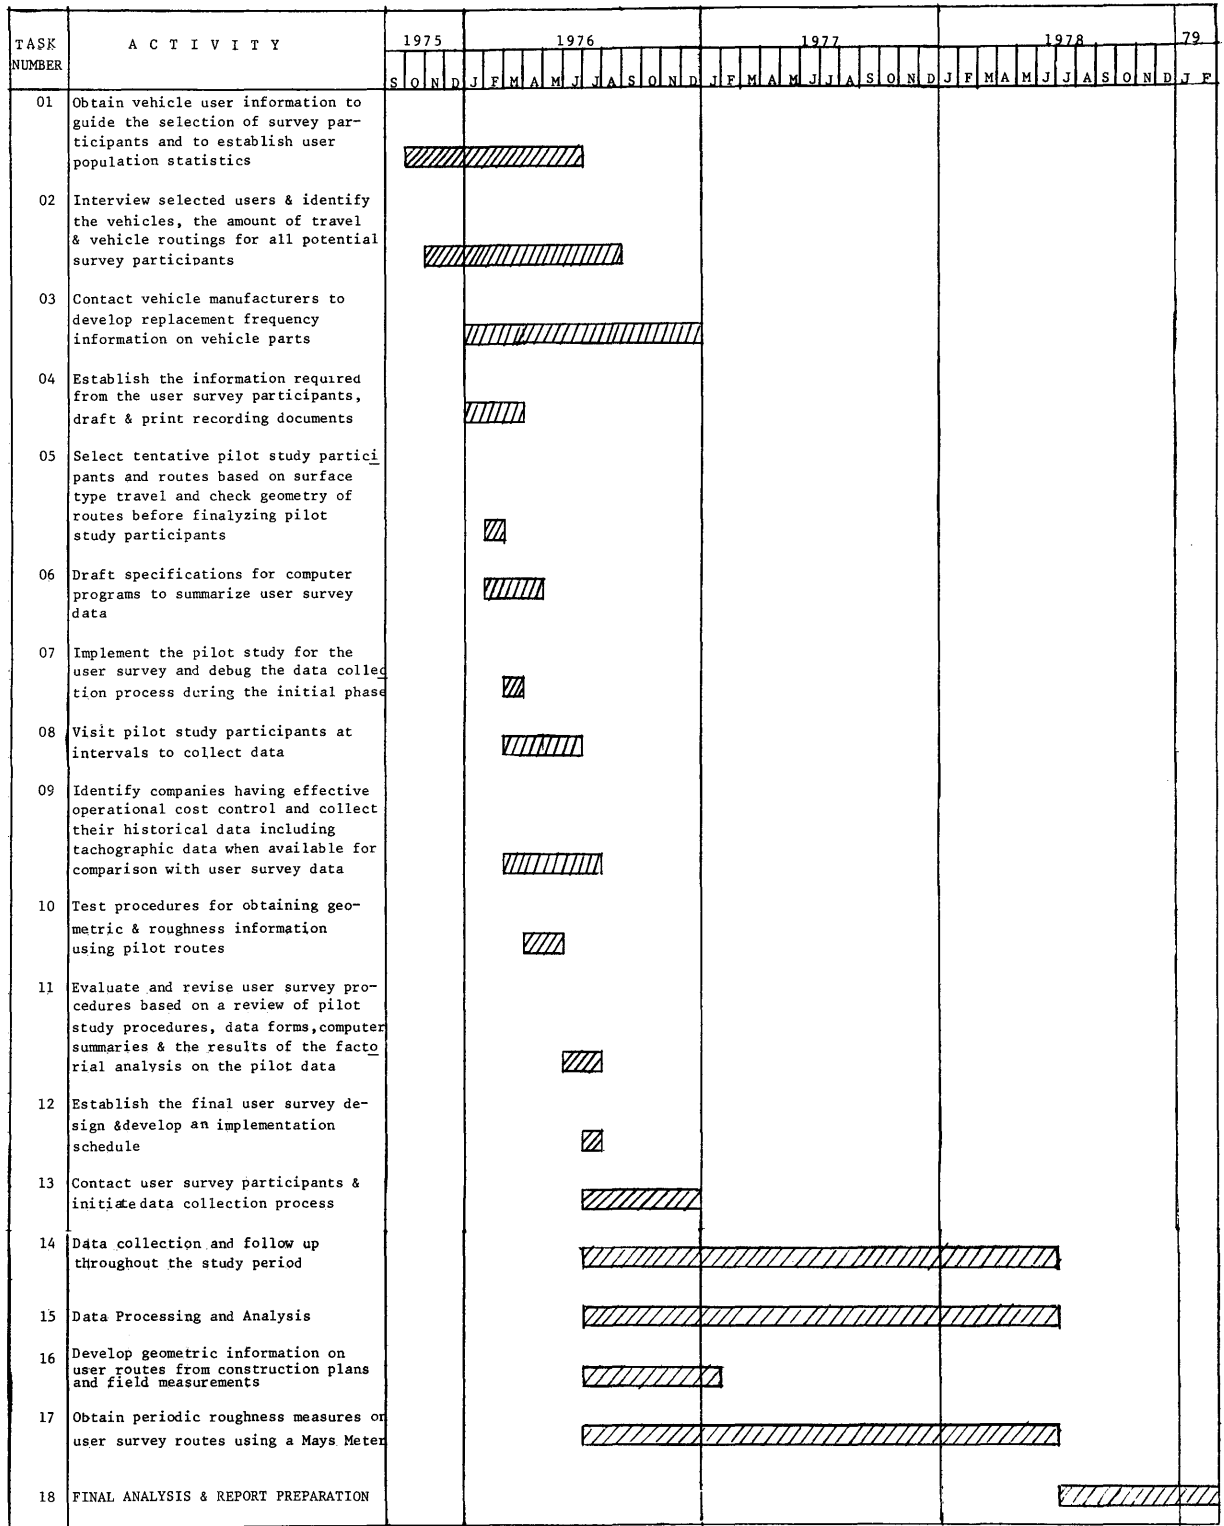 TASK
NUMBER
A C T I V I T Y
1975
1976
1977
1978
79
S O N D J F M A M J J A S O N D J F M A M J J A S O N D J F M A M J J A S O N D J F
01 Obtain vehicle user information to
guide the selection of survey par-
ticipants and to establish user
population statistics
02 Interview selected users & identify
the vehicles, the amount of travel
& vehicle routings for all potential
survey participants
03 Contact vehicle manufacturers to
develop replacement frequency
information on vehicle parts
04 Establish the information required
from the user survey participants,
draft & print recording documents
05 Select tentative pilot study partici
pants and routes based on surface
type travel and check geometry of
routes before finalyzing pilot
study participants
06 Draft specifications for computer
programs to summarize user survey
data
07 Implement the pilot study for the
user survey and debug the data collec
tion process during the initial phase
08 Visit pilot study participants at
intervals to collect data
09 Identify companies having effective
operational cost control and collect
their historical data including
tachographic data when available for
comparison with user survey data
10 Test procedures for obtaining geo-
metric & roughness information
using pilot routes
11 Evaluate and revise user survey pro-
cedures based on a review of pilot
study procedures, data forms,computer
summaries & the results of the facto
rial analysis on the pilot data
12 Establish the final user survey de-
sign &develop an implementation
schedule
13 Contact user survey participants &
initiate data collection process
14 Data collection and follow up
throughout the study period
15 Data Processing and Analysis
16 Develop geometric information on
user routes from construction plans
and field measurements
17 Obtain periodic roughness measures on
user survey routes using a Mays Meter
18 FINAL ANALYSIS & REPORT PREPARATION